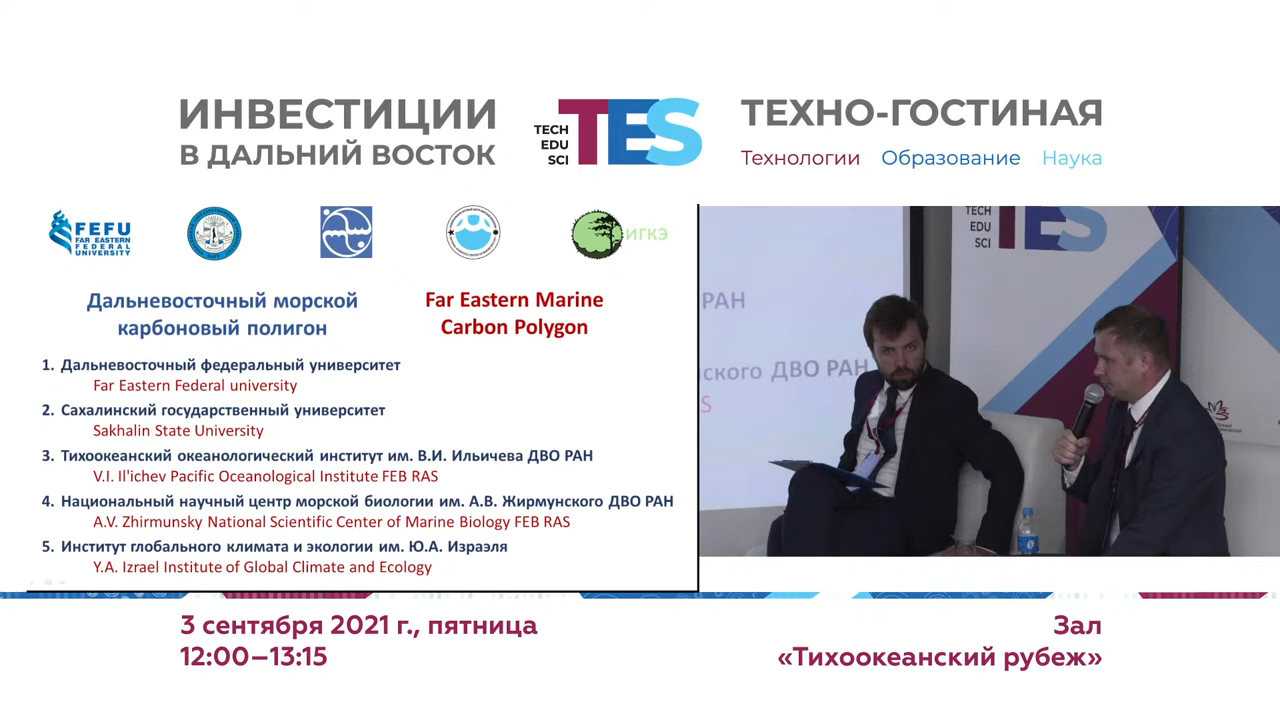 ИНВЕСТИЦИИ
В ДАЛЬНИЙ ВОСТОК
TECH
EDU
SCI
TES
ТЕХНО-ГОСТИНАЯ
Технологии Образование Наука
FEFU
FAR EASTERN
FEDERAL
UNIVERSITY
ИГКЭ
Дальневосточный морской
карбоновый полигон
Far Eastern Marine
Carbon Polygon
1. Дальневосточный федеральный университет
Far Eastern Federal university
2. Сахалинский государственный университет
Sakhalin State University
3. Тихоокеанский океанологический институт им. В.И. Ильичева ДВО РАН
V.I. Il'ichev Pacific Oceanological Institute FEB RAS
4. Национальный научный центр морской биологии им. А.В. Жирмунского ДВО РАН
A.V. Zhirmunsky National Scientific Center of Marine Biology FEB RAS
5. Институт глобального климата и экологии им. Ю.А. Израэля
Y.A. Izrael Institute of Global Climate and Ecology
TECH
EDU
SCI
TES
РАН
ского ДВО РАН
S
3 сентября 2021 г., пятница
12:00–13:15
Зал
«Тихоокеанский рубеж»